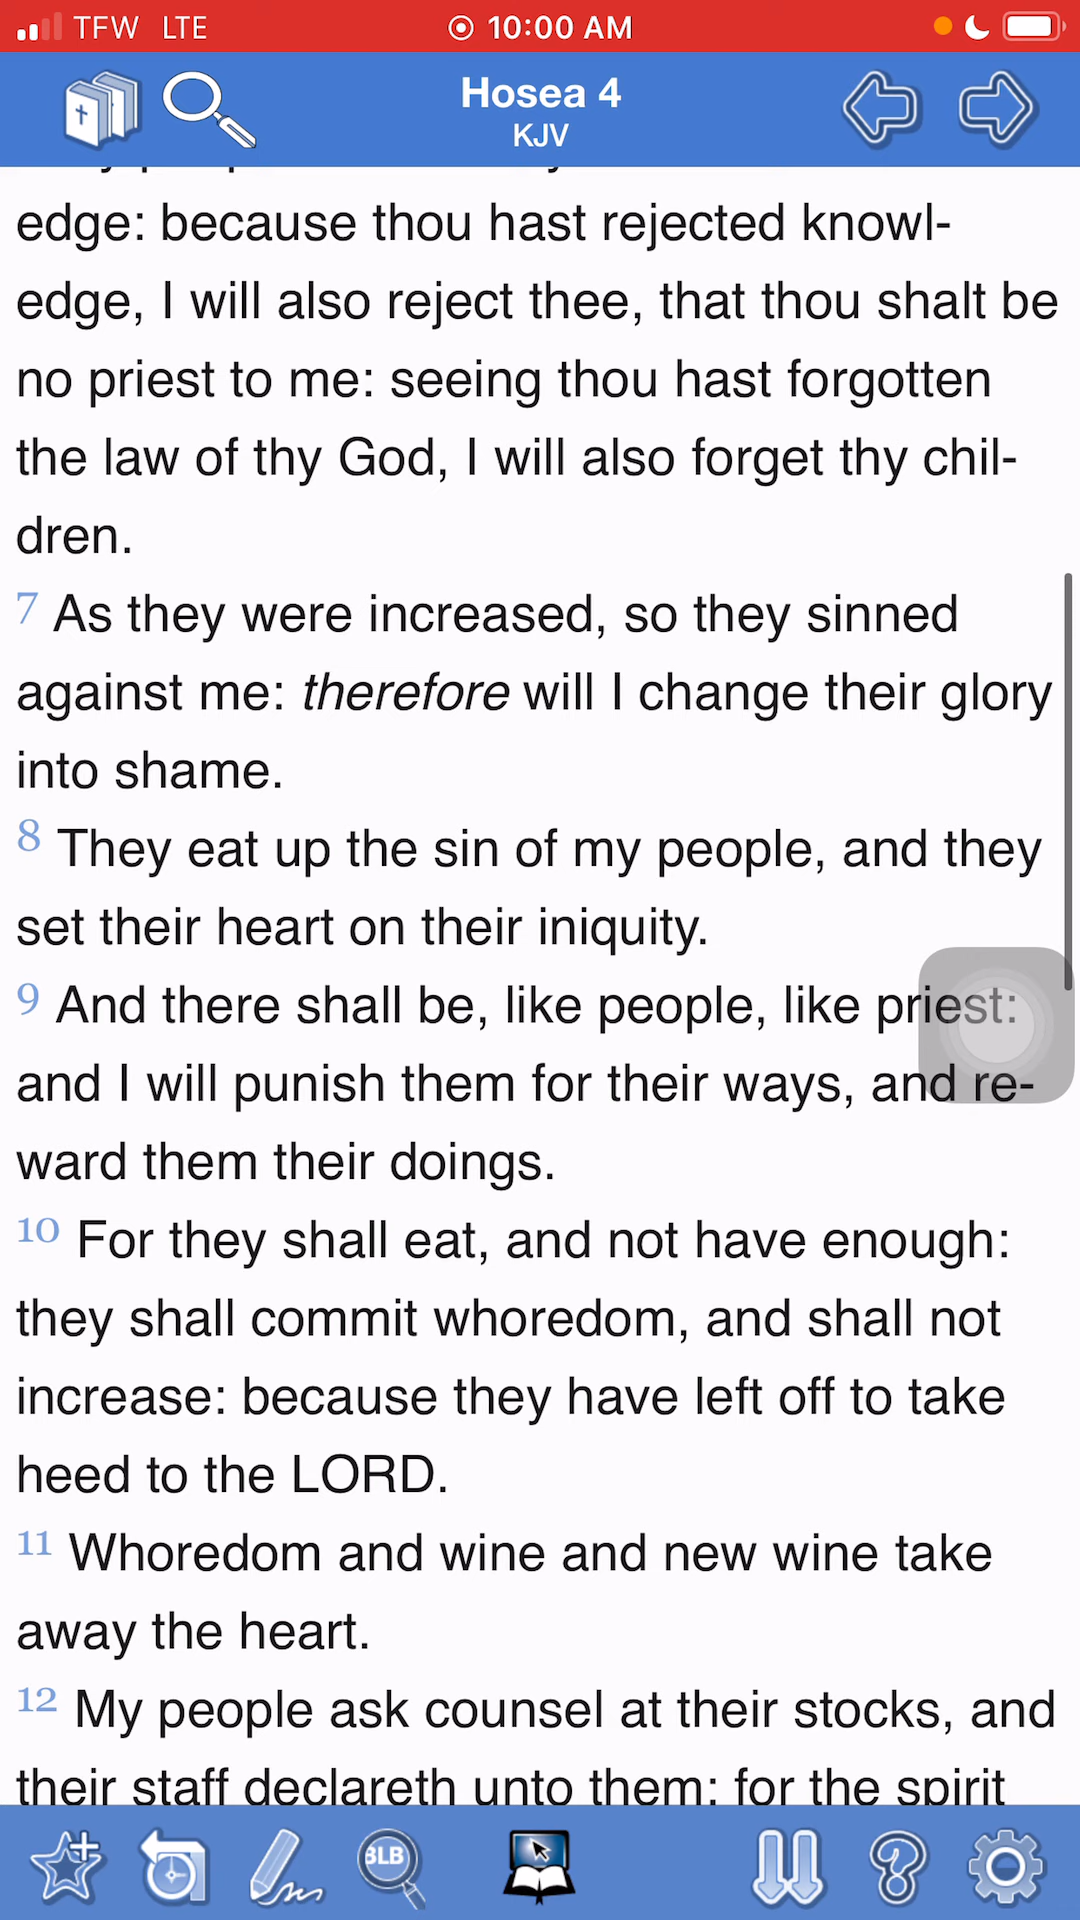 TFW LTE 10:00 AM
Hosea 4
KJV
edge: because thou hast rejected knowl-
edge, I will also reject thee, that thou shalt be
no priest to me: seeing thou hast forgotten
the law of thy God, I will also forget thy chil-
dren.
7 As they were increased, so they sinned
against me: therefore will I change their glory
into shame.
8 They eat up the sin of my people, and they
set their heart on their iniquity.
9 And there shall be, like people, like priest:
and I will punish them for their ways, and re-
ward them their doings.
10 For they shall eat, and not have enough:
they shall commit whoredom, and shall not
increase: because they have left off to take
heed to the LORD.
11 Whoredom and wine and new wine take
away the heart.
12 My people ask counsel at their stocks, and
their staff declareth unto them: for the spirit
BLB